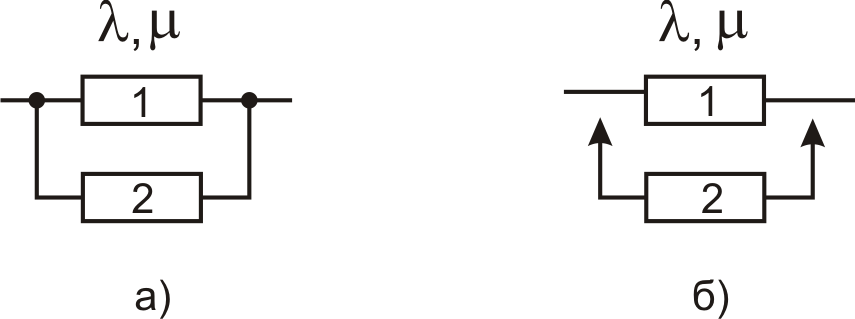 λ, μ λ, μ
1 1
2 2
а) б)